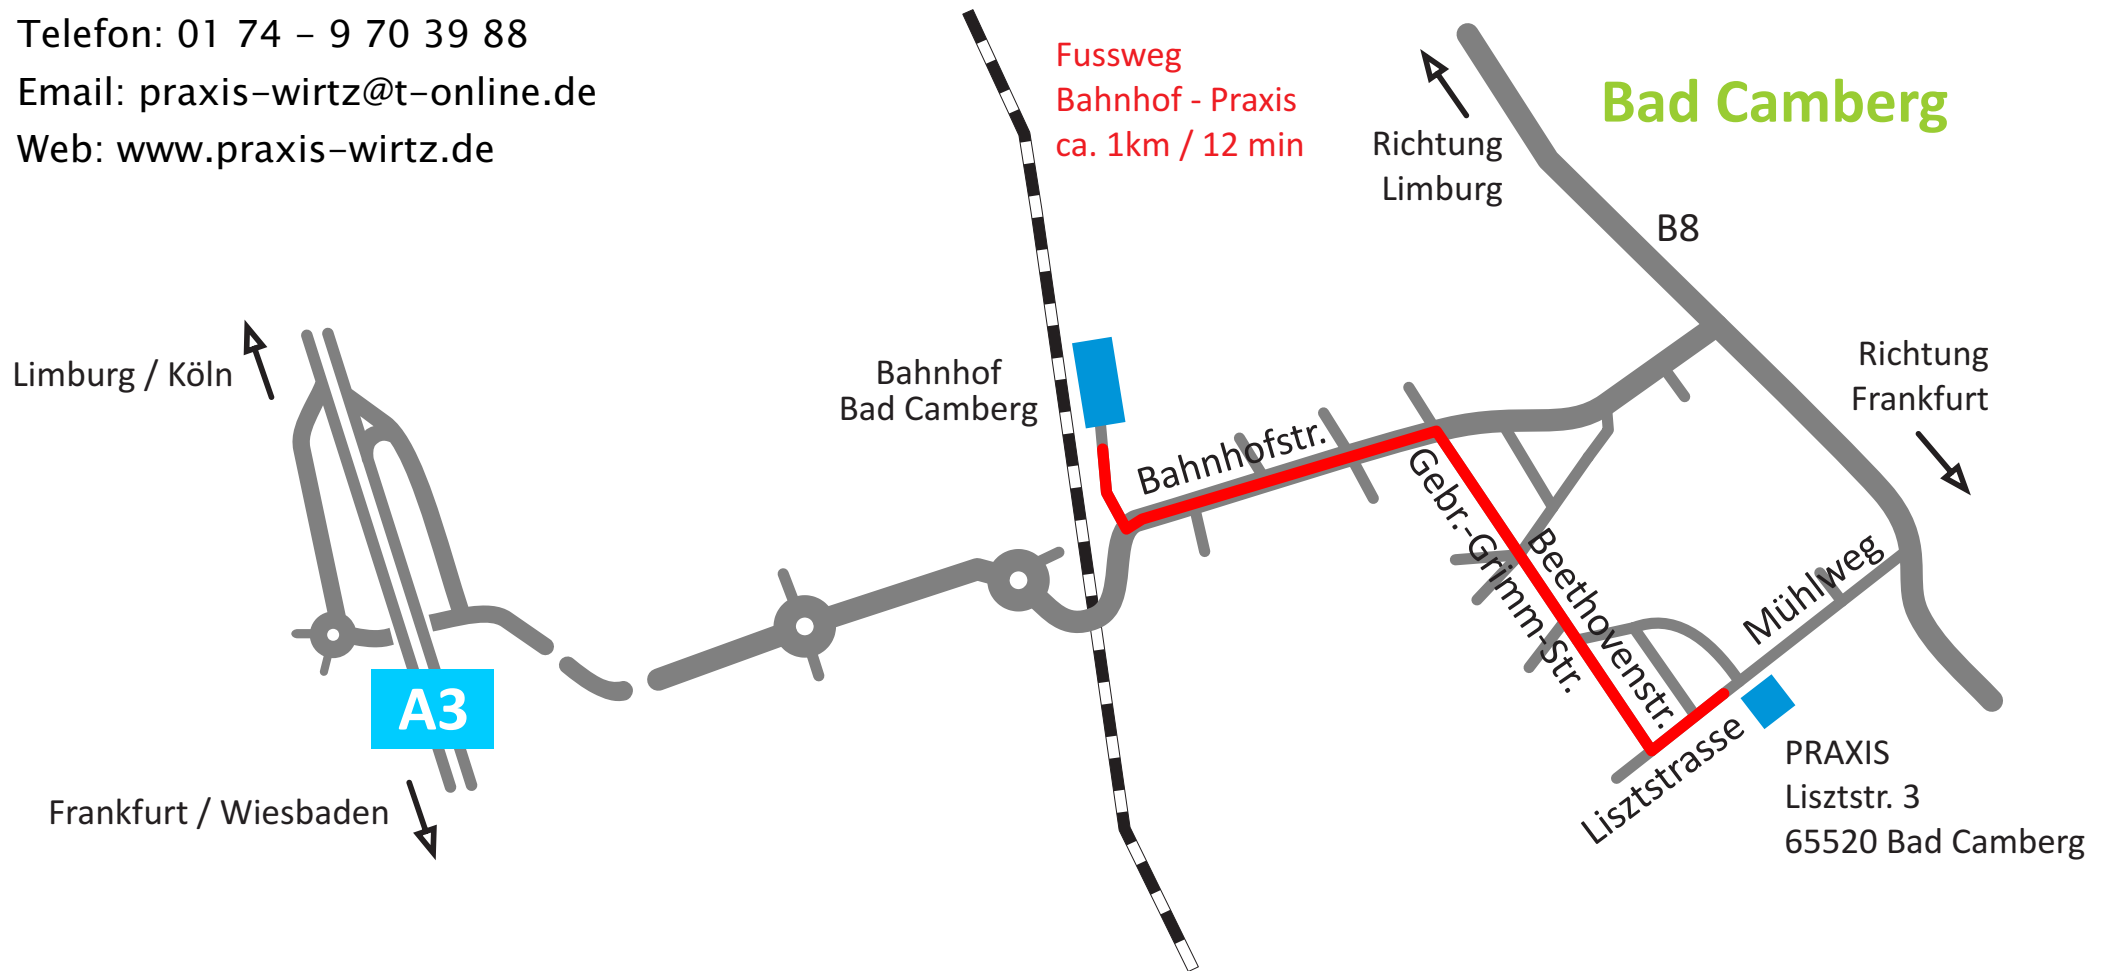 Telefon: 01 74 – 9 70 39 88
Email: praxis-wirtz@t-online.de
Web: www.praxis-wirtz.de
Fussweg
Bahnhof - Praxis
ca. 1km / 12 min
Richtung
Limburg
Bad Camberg
B8
Richtung
Frankfurt
Limburg / Köln
Bahnhof
Bad Camberg
Bahnhofstr.
Gebr.-Grimm-Str.
Beethovenstr.
Mühlweg
Lisztstrasse
A3
Frankfurt / Wiesbaden
PRAXIS
Lisztstr. 3
65520 Bad Camberg